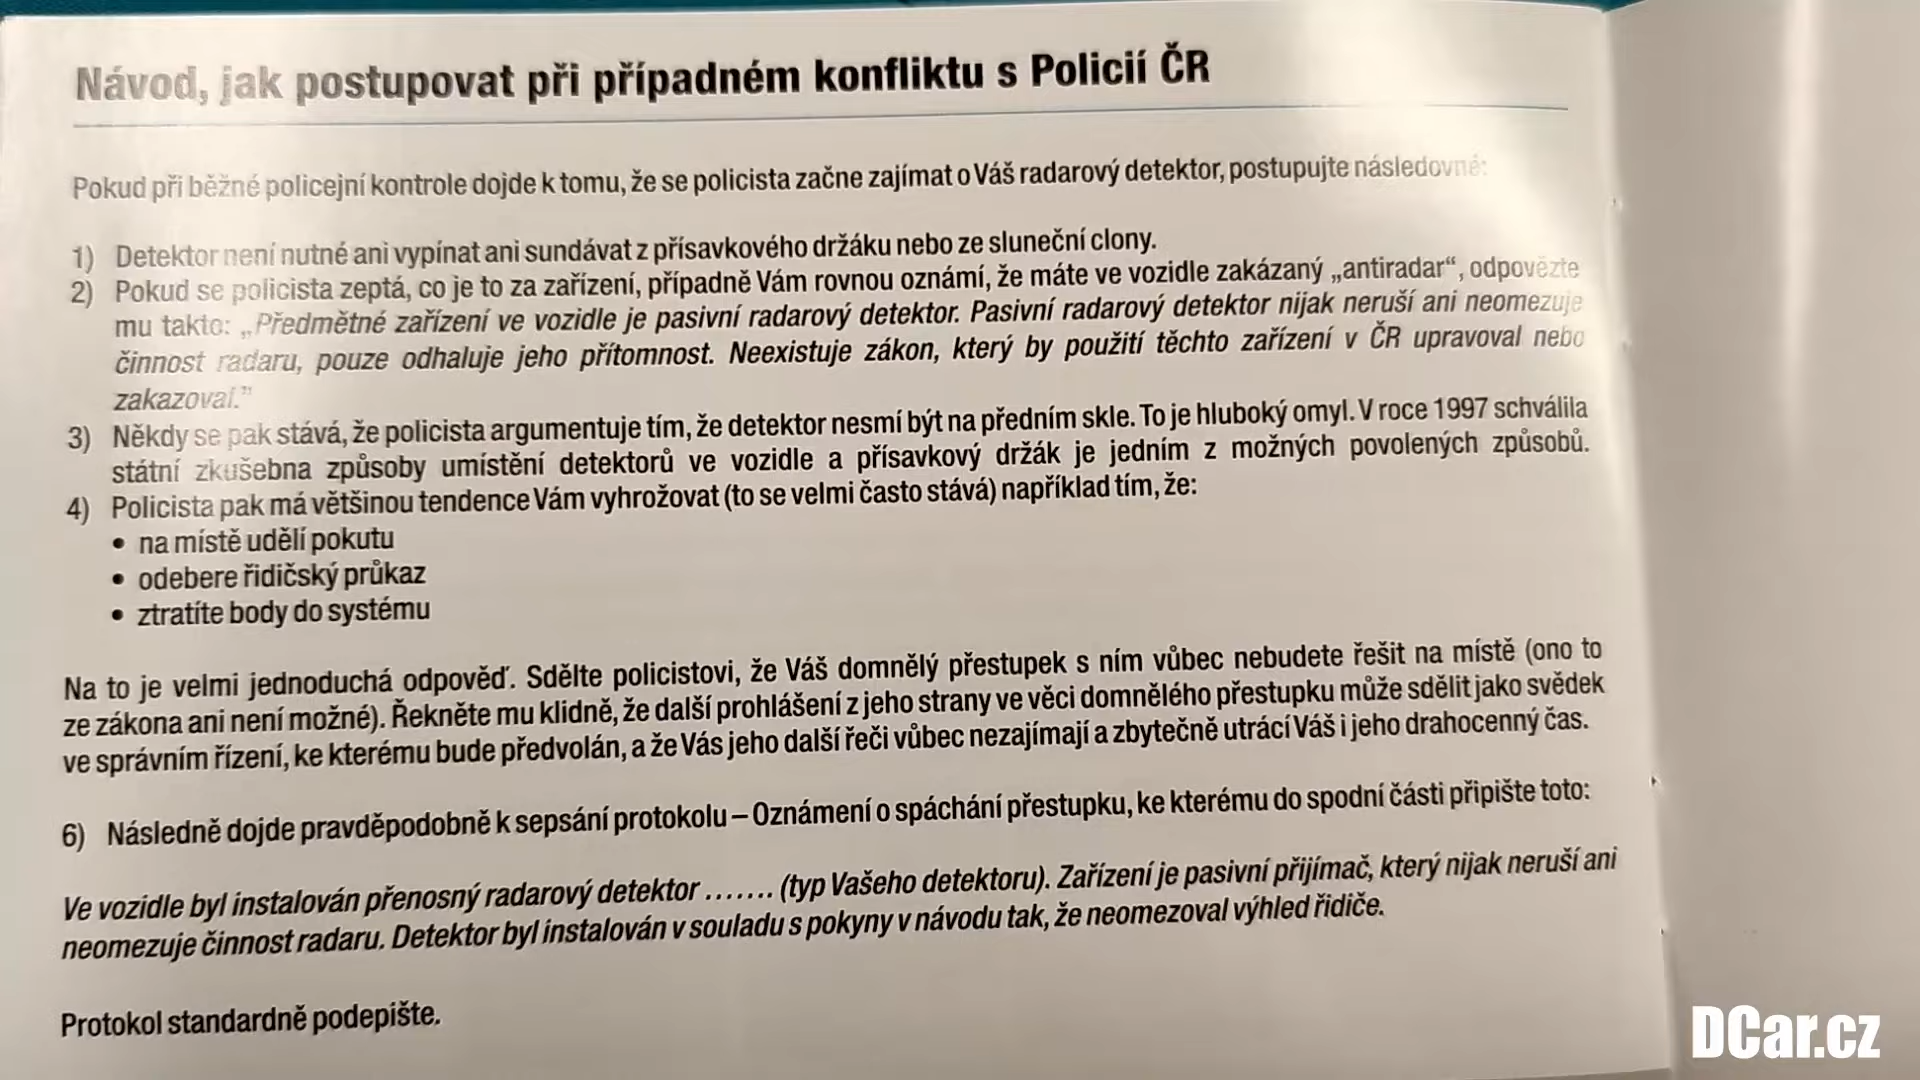 Návod, jak postupovat při případném konfliktu s Policií ČR
Pokud při běžné policejní kontrole dojde k tomu, že se policista začne zajímat o Váš radarový detektor, postupujte následovně:
1) Detektor není nutné ani vypínat ani sundávat z přísavkového držáku nebo ze sluneční clony.
2) Pokud se policista zeptá, co je to za zařízení, případně Vám rovnou oznámí, že máte ve vozidle zakázaný „antiradar“, odpovězte
mu takto: „Předmětné zařízení ve vozidle je pasivní radarový detektor. Pasivní radarový detektor nijak neruší ani neomezuje
činnost radaru, pouze odhaluje jeho přítomnost. Neexistuje zákon, který by použití těchto zařízení v ČR upravoval nebo
zakazoval.”
3) Někdy se pak stává, že policista argumentuje tím, že detektor nesmí být na předním skle. To je hluboký omyl. V roce 1997 schválila
státní zkušebna způsoby umístění detektorů ve vozidle a přísavkový držák je jedním z možných povolených způsobů.
4) Policista pak má většinou tendence Vám vyhrožovat (to se velmi často stává) například tím, že:
• na místě udělí pokutu
• odebere řidičský průkaz
• ztratíte body do systému
Na to je velmi jednoduchá odpověď. Sdělte policistovi, že Váš domnělý přestupek s ním vůbec nebudete řešit na místě (ono to
ze zákona ani není možné). Řekněte mu klidně, že další prohlášení z jeho strany ve věci domnělého přestupku může sdělit jako svědek
ve správním řízení, ke kterému bude předvolán, a že Vás jeho další řeči vůbec nezajímají a zbytečně utrácí Váš i jeho drahocenný čas.
6) Následně dojde pravděpodobně k sepsání protokolu – Oznámení o spáchání přestupku, ke kterému do spodní části připište toto:
Ve vozidle byl instalován přenosný radarový detektor ....... (typ Vašeho detektoru). Zařízení je pasivní přijímač, který nijak neruší ani
neomezuje činnost radaru. Detektor byl instalován v souladu s pokyny v návodu tak, že neomezoval výhled řidiče.
Protokol standardně podepište.
DCar.cz